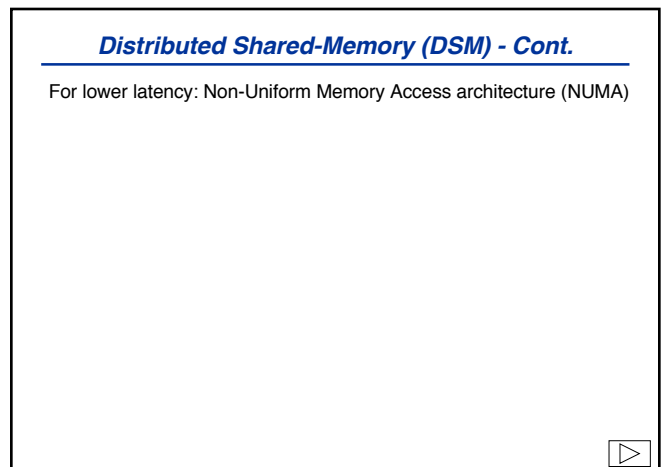 Distributed Shared-Memory (DSM) - Cont.
For lower latency: Non-Uniform Memory Access architecture (NUMA)